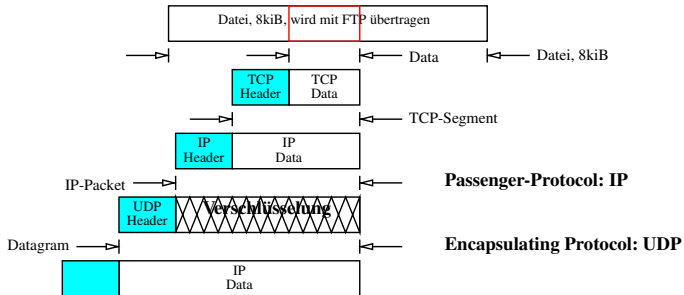 Datei, 8kiB, wird mit FTP übertragen
Data
Datei, 8kiB
TCP
Header
TCP
Data
TCP-Segment
IP
Header
IP
Data
IP-Packet
Passenger-Protocol: IP
UDP
Header
Verschlüsselung
Datagram
Encapsulating Protocol: UDP
IP
Data